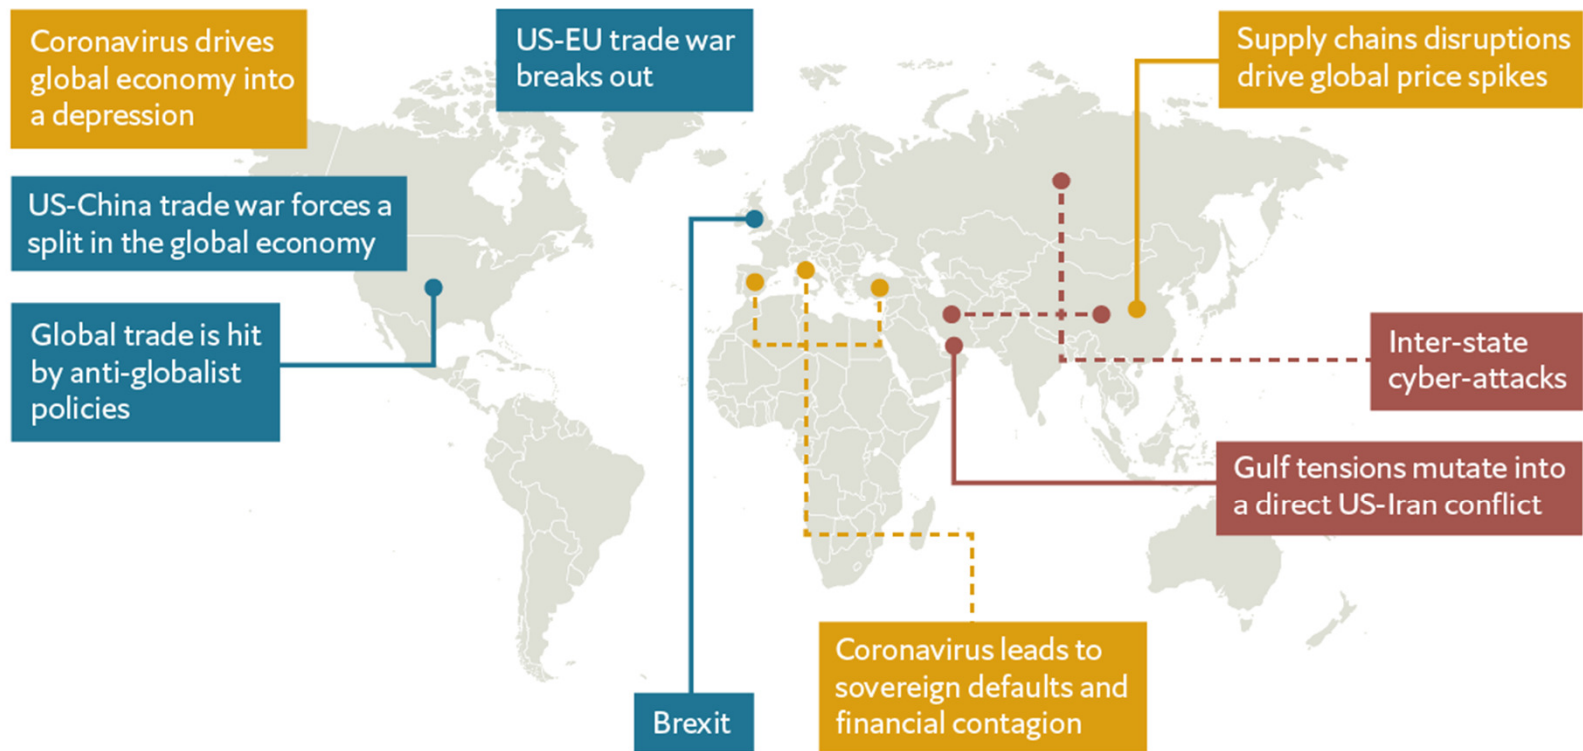 Coronavirus drives
global economy into
a depression
US-EU trade war
breaks out
Supply chains disruptions
drive global price spikes
US-China trade war forces a
split in the global economy
Global trade is hit
by anti-globalist
policies
Inter-state
cyber-attacks
Gulf tensions mutate into
a direct US-Iran conflict
Coronavirus leads to
sovereign defaults and
financial contagion
Brexit